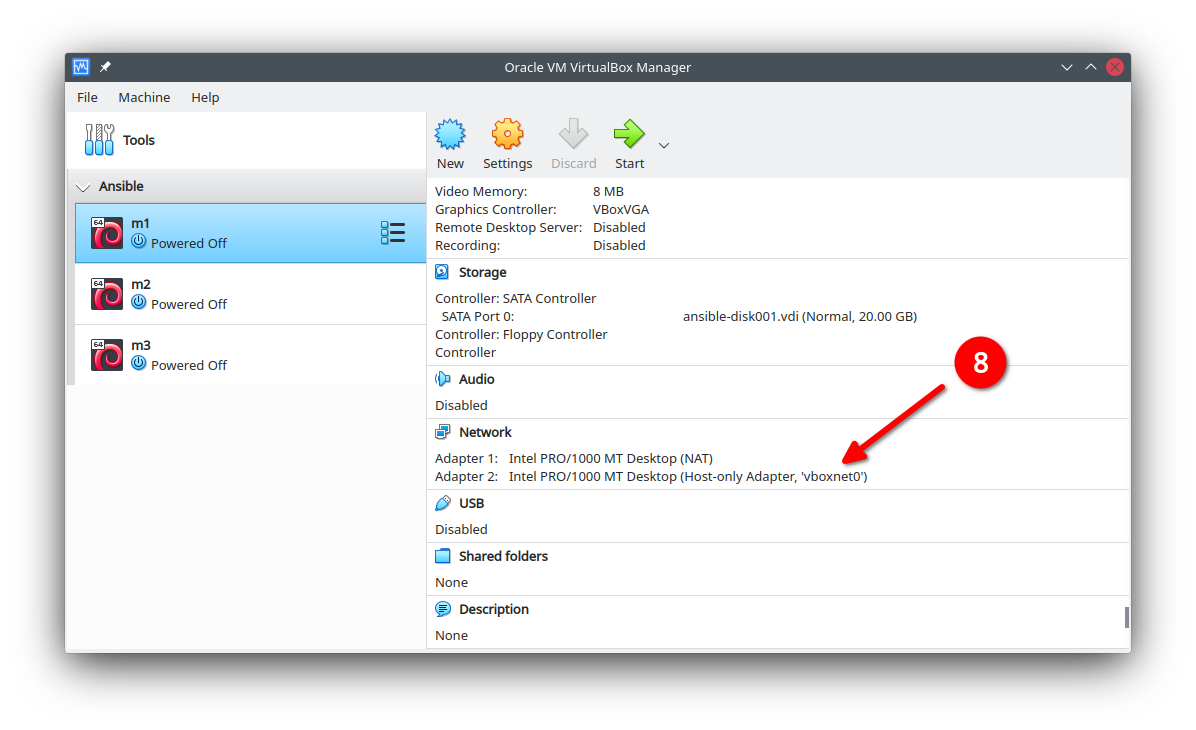 Oracle VM VirtualBox Manager
File Machine Help
Tools
New Settings Discard Start
Ansible
64 m1
Powered Off
64 m2
Powered Off
64 m3
Powered Off
Video Memory: 8 MB
Graphics Controller: VBoxVGA
Remote Desktop Server: Disabled
Recording: Disabled
Storage
Controller: SATA Controller
SATA Port 0: ansible-disk001.vdi (Normal, 20.00 GB)
Controller: Floppy Controller
Controller
8
Audio
Disabled
Network
Adapter 1: Intel PRO/1000 MT Desktop (NAT)
Adapter 2: Intel PRO/1000 MT Desktop (Host-only Adapter, 'vboxnet0')
USB
Disabled
Shared folders
None
Description
None